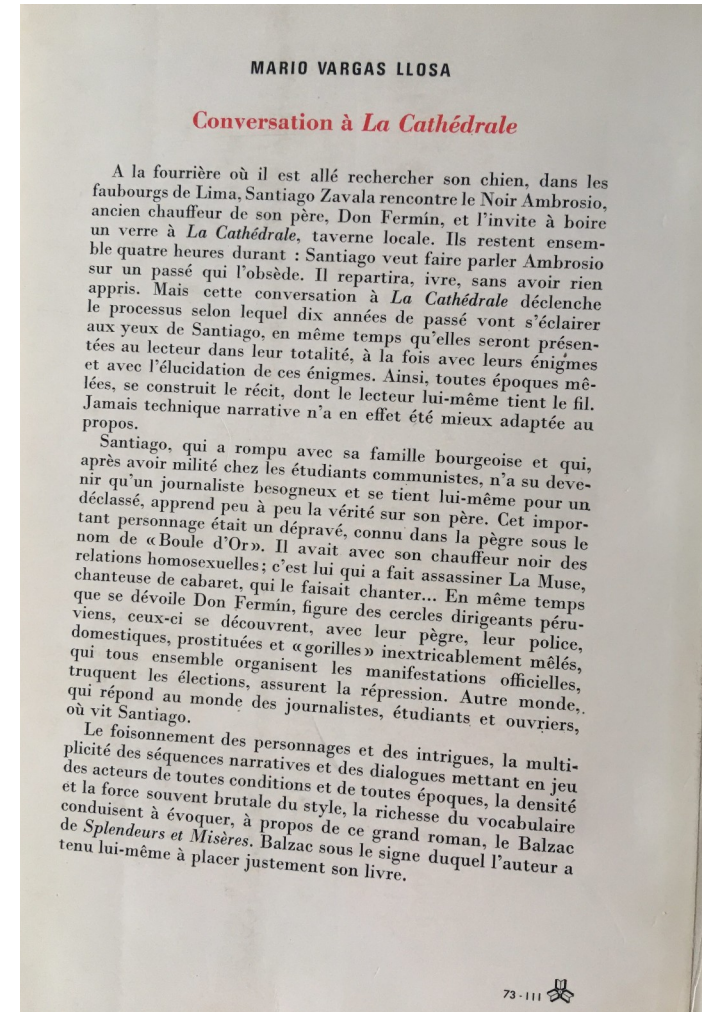 MARIO VARGAS LLOSA
Conversation à La Cathédrale
A la fourrière où il est allé rechercher son chien, dans les
faubourgs de Lima, Santiago Zavala rencontre le Noir Ambrosio,
ancien chauffeur de son père, Don Fermín, et l'invite à boire
un verre à La Cathédrale, taverne locale. Ils restent ensem-
ble quatre heures durant : Santiago veut faire parler Ambrosio
sur un passé qui l'obsède. Il repartira, ivre, sans avoir rien
appris. Mais cette conversation à La Cathédrale déclenche
le processus selon lequel dix années de passé vont s'éclairer
aux yeux de Santiago, en même temps qu'elles seront présen-
tées au lecteur dans leur totalité, à la fois avec leurs énigmes
et avec l'élucidation de ces énigmes. Ainsi, toutes époques mê-
lées, se construit le récit, dont le lecteur lui-même tient le fil.
Jamais technique narrative n'a en effet été mieux adaptée au
propos.
Santiago, qui a rompu avec sa famille bourgeoise et qui,
après avoir milité chez les étudiants communistes, n'a su deve-
nir qu'un journaliste besogneux et se tient lui-même pour un
déclassé, apprend peu à peu la vérité sur son père. Cet impor-
tant personnage était un dépravé, connu dans la pègre sous le
nom de « Boule d'Or ». Il avait avec son chauffeur noir des
relations homosexuelles; c'est lui qui a fait assassiner La Muse,
chanteuse de cabaret, qui le faisait chanter... En même temps
que se dévoile Don Fermín, figure des cercles dirigeants péru-
viens, ceux-ci se découvrent, avec leur pègre, leur police,
domestiques, prostituées et « gorilles » inextricablement mêlés,
qui tous ensemble organisent les manifestations officielles,
truquent les élections, assurent la répression. Autre monde,
qui répond au monde des journalistes, étudiants et ouvriers,
où vit Santiago.
Le foisonnement des personnages et des intrigues, la multi-
plicité des séquences narratives et des dialogues mettant en jeu
des acteurs de toutes conditions et de toutes époques, la densité
et la force souvent brutale du style, la richesse du vocabulaire
conduisent à évoquer, à propos de ce grand roman, le Balzac
de Splendeurs et Misères. Balzac sous le signe duquel l'auteur a
tenu lui-même à placer justement son livre.
73 - III